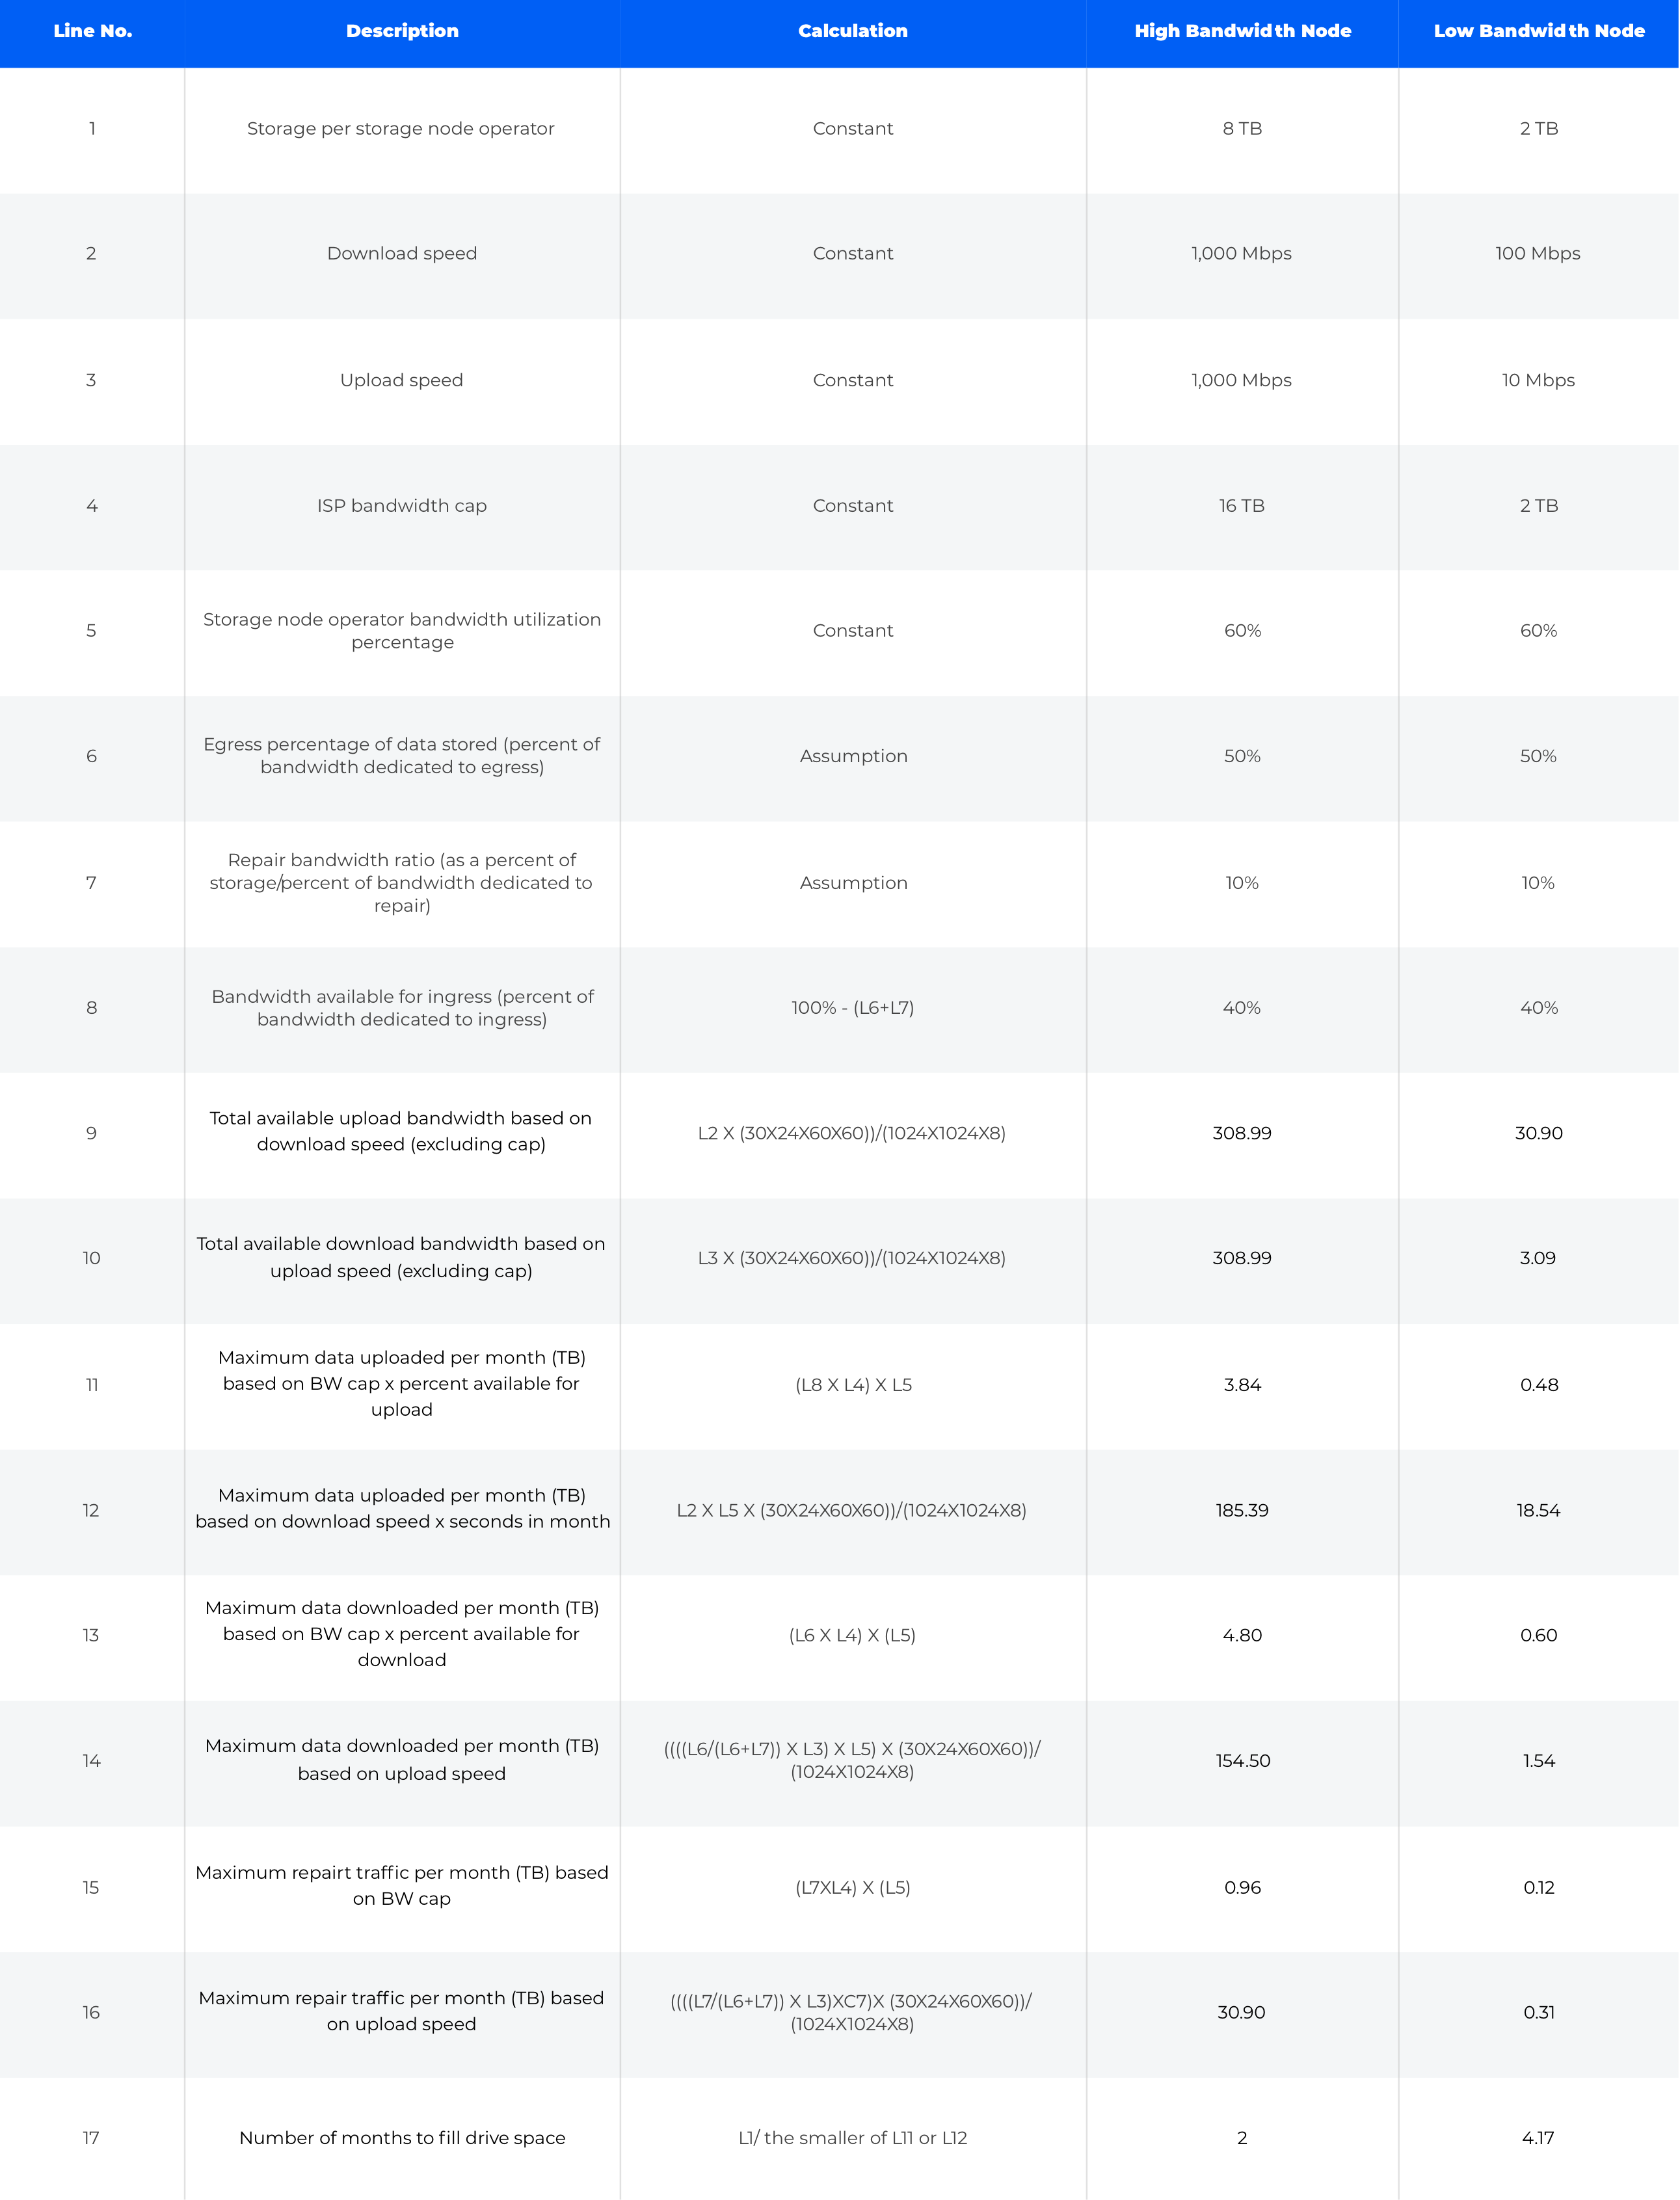 Line No. Description Calculation High Bandwidth Node Low Bandwidth Node
1 Storage per storage node operator Constant 8 TB 2 TB
2 Download speed Constant 1,000 Mbps 100 Mbps
3 Upload speed Constant 1,000 Mbps 10 Mbps
4 ISP bandwidth cap Constant 16 TB 2 TB
5 Storage node operator bandwidth utilization
percentage Constant 60% 60%
6 Egress percentage of data stored (percent of
bandwidth dedicated to egress) Assumption 50% 50%
7 Repair bandwidth ratio (as a percent of
storage/percent of bandwidth dedicated to
repair) Assumption 10% 10%
8 Bandwidth available for ingress (percent of
bandwidth dedicated to ingress) 100% - (L6+L7) 40% 40%
9 Total available upload bandwidth based on
download speed (excluding cap) L2 X (30X24X60X60))/(1024X1024X8) 308.99 30.90
10 Total available download bandwidth based on
upload speed (excluding cap) L3 X (30X24X60X60))/(1024X1024X8) 308.99 3.09
11 Maximum data uploaded per month (TB)
based on BW cap x percent available for
upload (L8 X L4) X L5 3.84 0.48
12 Maximum data uploaded per month (TB)
based on download speed x seconds in month L2 X L5 X (30X24X60X60))/(1024X1024X8) 185.39 18.54
13 Maximum data downloaded per month (TB)
based on BW cap x percent available for
download (L6 X L4) X (L5) 4.80 0.60
14 Maximum data downloaded per month (TB)
based on upload speed ((((L6/(L6+L7)) X L3) X L5) X (30X24X60X60))/
(1024X1024X8) 154.50 1.54
15 Maximum repairt traffic per month (TB) based
on BW cap (L7XL4) X (L5) 0.96 0.12
16 Maximum repair traffic per month (TB) based
on upload speed ((((L7/(L6+L7)) X L3)XC7)X (30X24X60X60))/
(1024X1024X8) 30.90 0.31
17 Number of months to fill drive space L1/ the smaller of L11 or L12 2 4.17